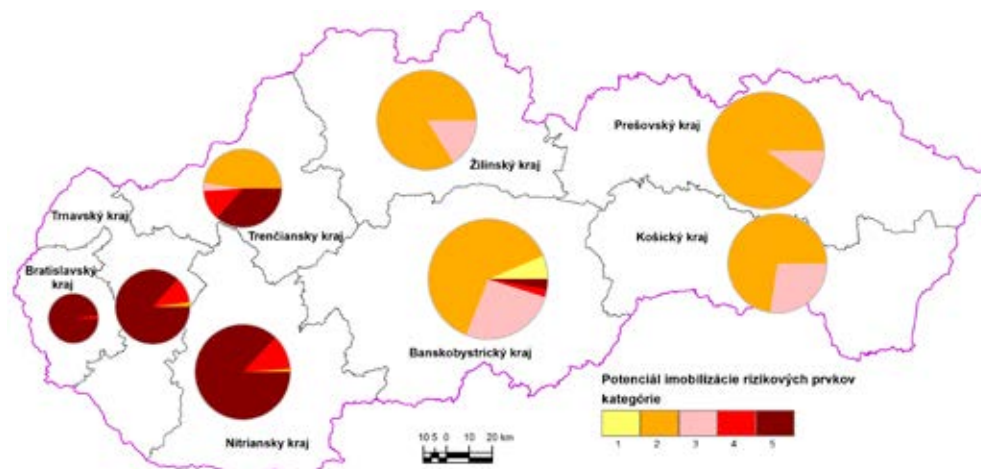 Prešovský kraj
Žilinský kraj
Trnavský kraj
Trenčiansky kraj
Košický kraj
Bratislavský
kraj
Banskobystrický kraj
Nitriansky kraj
Potenciál imobilizácie rizikových prvkov
kategórie
1 2 3 4 5
10 5 0 10 20 km